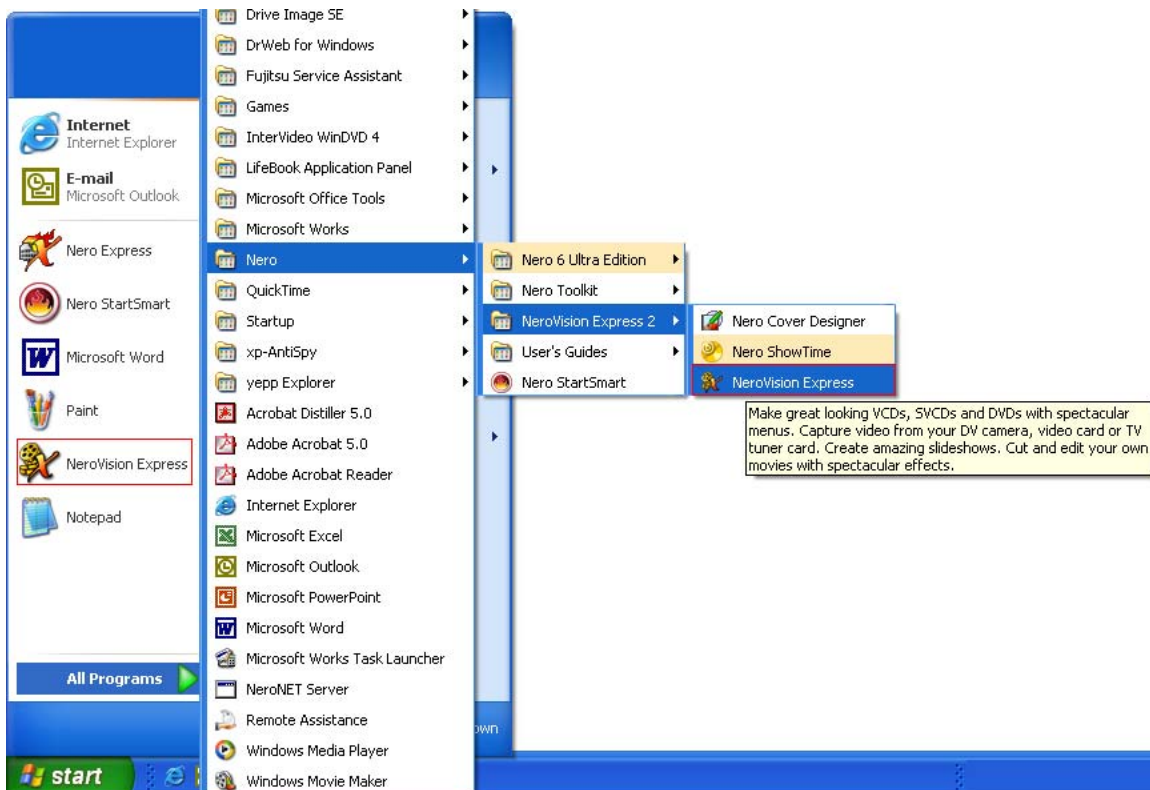 Internet
Internet Explorer
E-mail
Microsoft Outlook
Nero Express
Nero StartSmart
Microsoft Word
Paint
NeroVision Express
Notepad
All Programs
start
Drive Image SE
DrWeb for Windows
Fujitsu Service Assistant
Games
InterVideo WinDVD 4
LifeBook Application Panel
Microsoft Office Tools
Microsoft Works
Nero
QuickTime
Startup
xp-AntiSpy
yepp Explorer
Acrobat Distiller 5.0
Adobe Acrobat 5.0
Adobe Acrobat Reader
Internet Explorer
Microsoft Excel
Microsoft Outlook
Microsoft PowerPoint
Microsoft Word
Microsoft Works Task Launcher
NeroNET Server
Remote Assistance
Windows Media Player
Windows Movie Maker
own
Nero 6 Ultra Edition
Nero Toolkit
NeroVision Express 2
User's Guides
Nero StartSmart
Nero Cover Designer
Nero ShowTime
NeroVision Express
Make great looking VCDs, SVCDs and DVDs with spectacular
menus. Capture video from your DV camera, video card or TV
tuner card. Create amazing slideshows. Cut and edit your own
movies with spectacular effects.